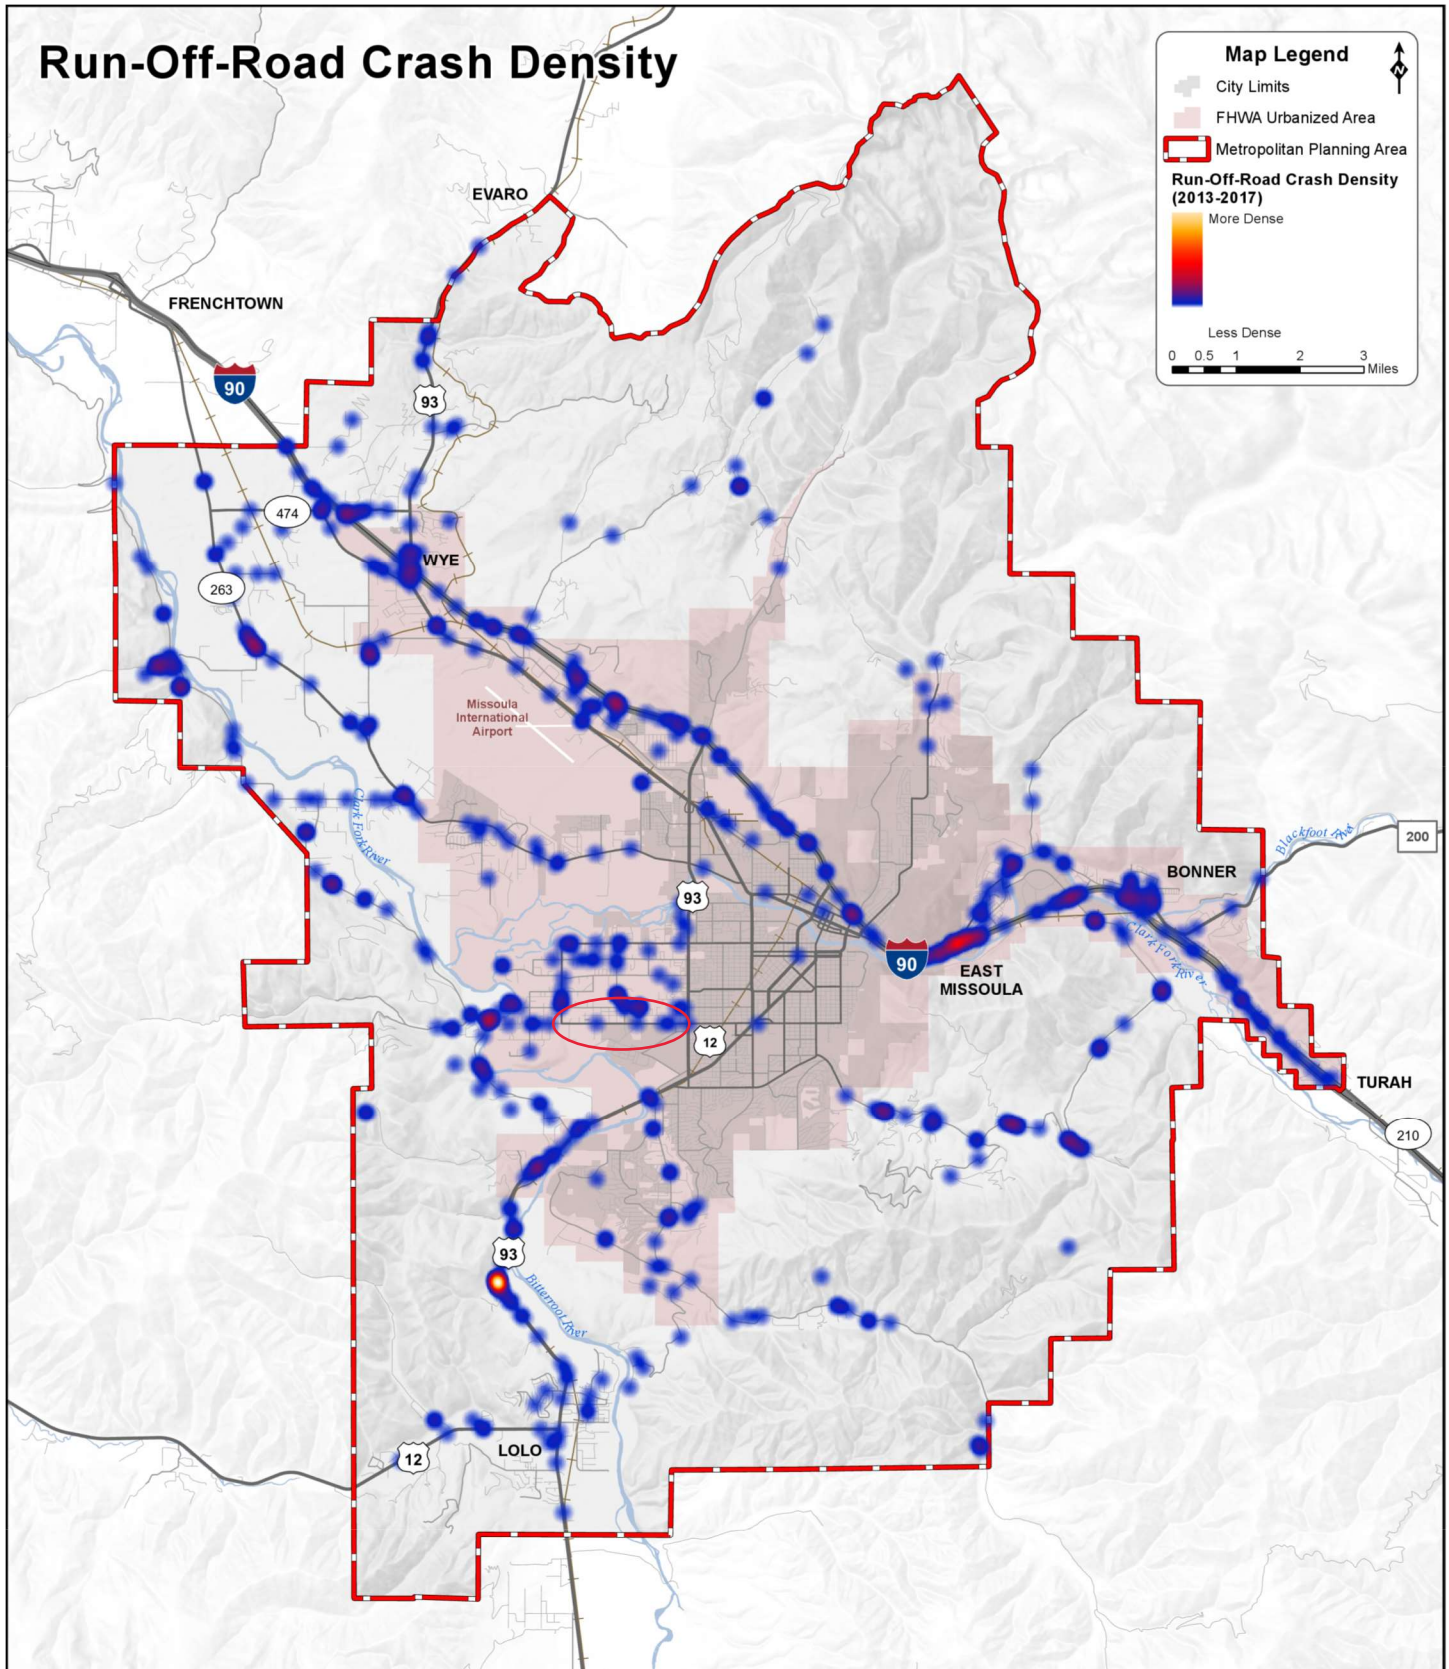 Run-Off-Road Crash Density
Map Legend
N
City Limits
FHWA Urbanized Area
Metropolitan Planning Area
Run-Off-Road Crash Density
(2013-2017)
More Dense
Less Dense
0 0.5 1 2 3
Miles
EVARO
FRENCHTOWN
90
93
474
WYE
263
Missoula
International
Airport
Clark Fork River
Blackfoot River
200
BONNER
93
90
EAST
MISSOULA
Clark Fork River
12
TURAH
210
93
Bitterroot River
LOLO
12